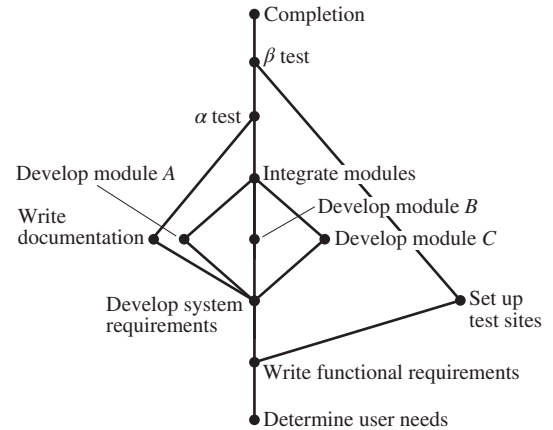 Completion
β test
α test
Develop module A
Integrate modules
Develop module B
Write
documentation
Develop module C
Develop system
requirements
Set up
test sites
Write functional requirements
Determine user needs